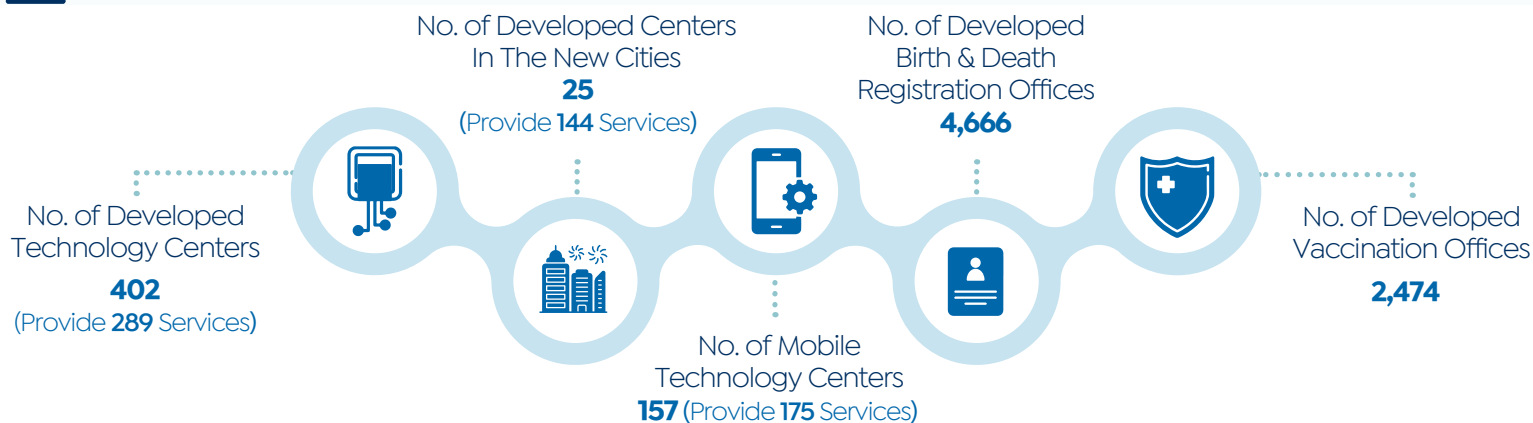 No. of Developed
Technology Centers
402
(Provide 289 Services)
No. of Developed Centers
In The New Cities
25
(Provide 144 Services)
No. of Mobile
Technology Centers
157 (Provide 175 Services)
No. of Developed
Birth & Death
Registration Offices
4,666
No. of Developed
Vaccination Offices
2,474